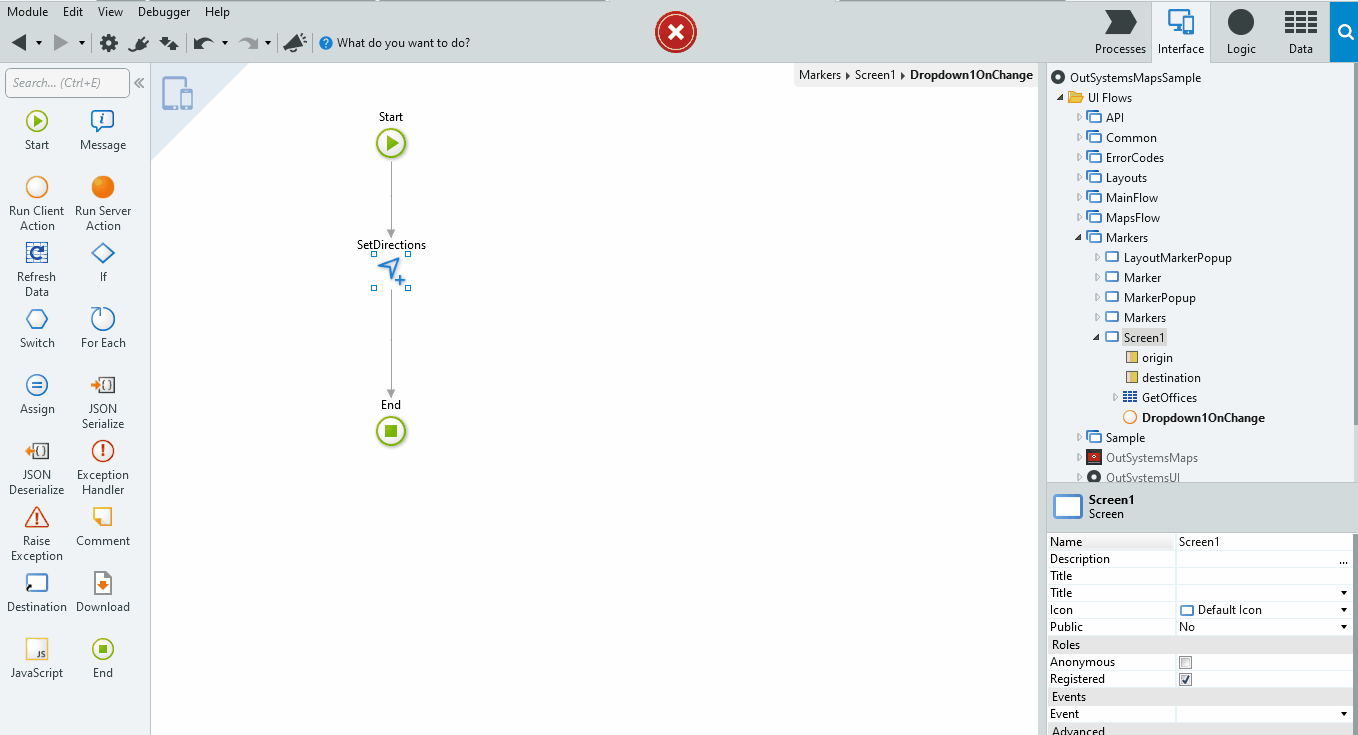 Module Edit View Debugger Help
What do you want to do?
Processes Interface Logic Data
Search... (Ctrl+E)
Start Message
Run Client Action
Run Server Action
Refresh Data
If
Switch For Each
Assign
JSON Serialize
JSON Deserialize
Exception Handler
Raise Exception
Comment
Destination Download
JavaScript End
JS
Markers Screen1 Dropdown1OnChange
Start
SetDirections
End
OutSystemsMapsSample
UI Flows
API
Common
ErrorCodes
Layouts
MainFlow
MapsFlow
Markers
LayoutMarkerPopup
Marker
MarkerPopup
Markers
Screen1
origin
destination
GetOffices
Dropdown1OnChange
Sample
OutSystemsMaps
OutSystemsUI
Screen1
Screen
Name Screen1
Description ...
Title
Title
Icon Default Icon
Public No
Roles
Anonymous
Registered
Events
Event
Advanced